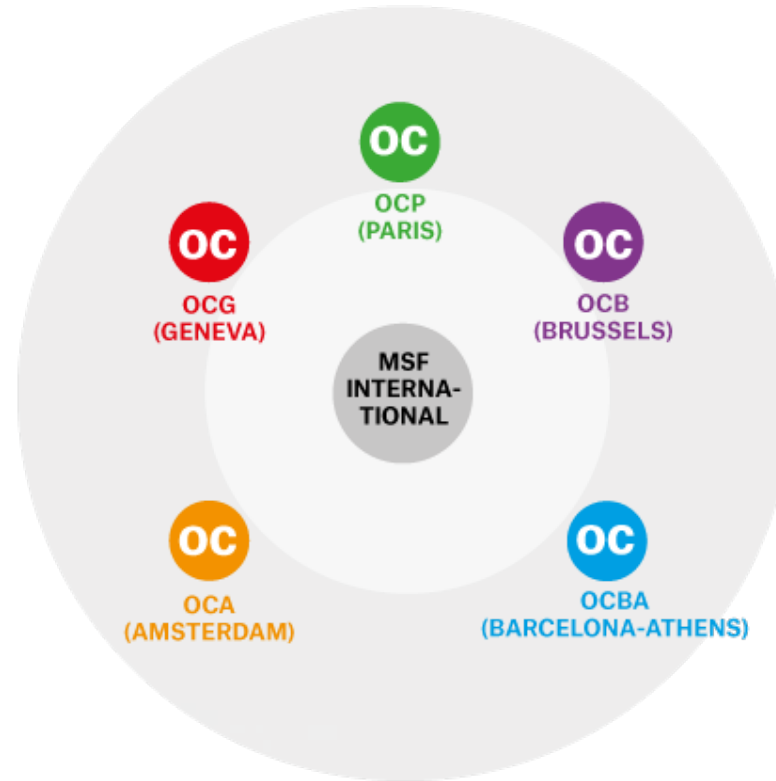 OC
OCP
(PARIS)
OC
OCG
(GENEVA)
OC
OCB
(BRUSSELS)
MSF
INTERNA-
TIONAL
OC
OCA
(AMSTERDAM)
OC
OCBA
(BARCELONA-ATHENS)